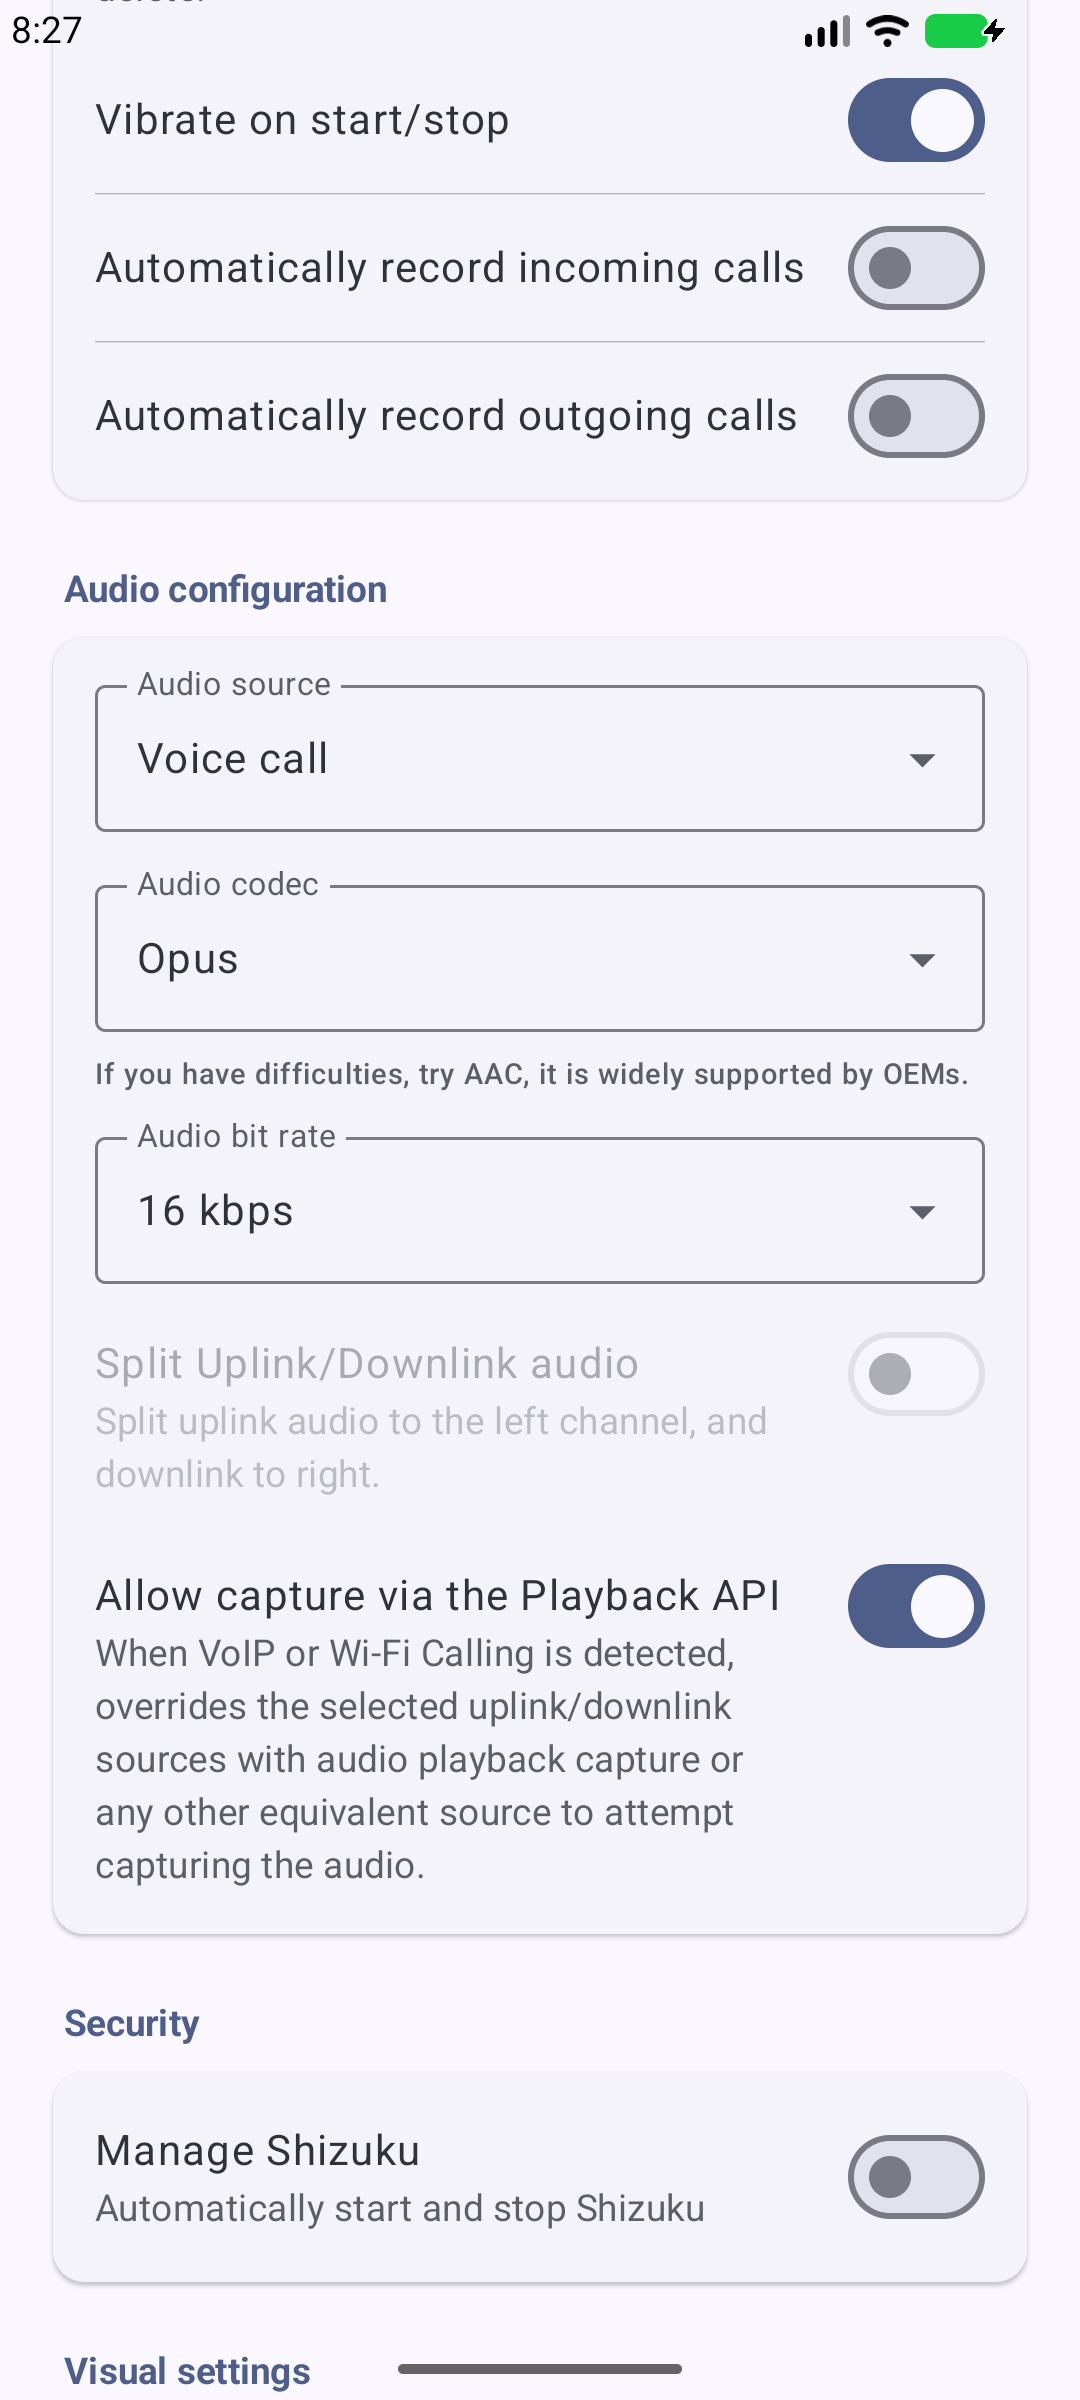 8:27
Vibrate on start/stop
Automatically record incoming calls
Automatically record outgoing calls
Audio configuration
Audio source
Voice call
Audio codec
Opus
If you have difficulties, try AAC, it is widely supported by OEMs.
Audio bit rate
16 kbps
Split Uplink/Downlink audio
Split uplink audio to the left channel, and
downlink to right.
Allow capture via the Playback API
When VoIP or Wi-Fi Calling is detected,
overrides the selected uplink/downlink
sources with audio playback capture or
any other equivalent source to attempt
capturing the audio.
Security
Manage Shizuku
Automatically start and stop Shizuku
Visual settings